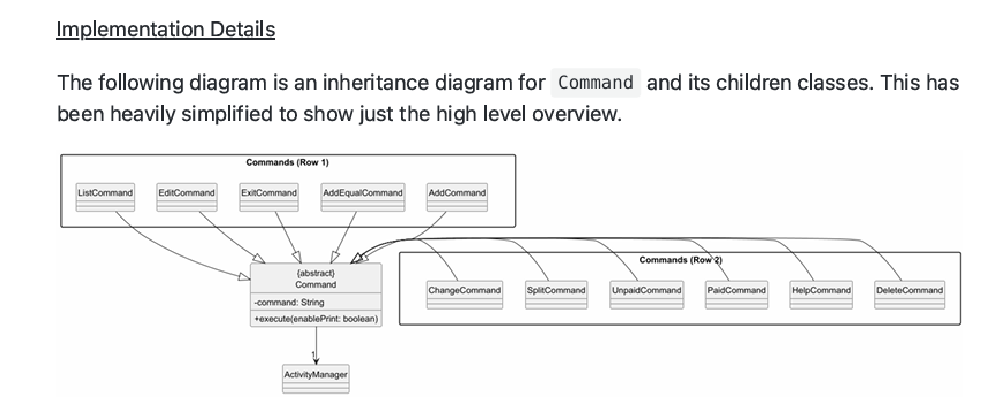 Implementation Details
The following diagram is an inheritance diagram for Command and its children classes. This has
been heavily simplified to show just the high level overview.
Commands (Row 1)
ListCommand EditCommand ExitCommand AddEqualCommand AddCommand
Commands (Row 2)
{abstract}
Command
-command: String
+execute(enablePrint: boolean)
ChangeCommand SplitCommand UnpaidCommand PaidCommand HelpCommand DeleteCommand
1
ActivityManager